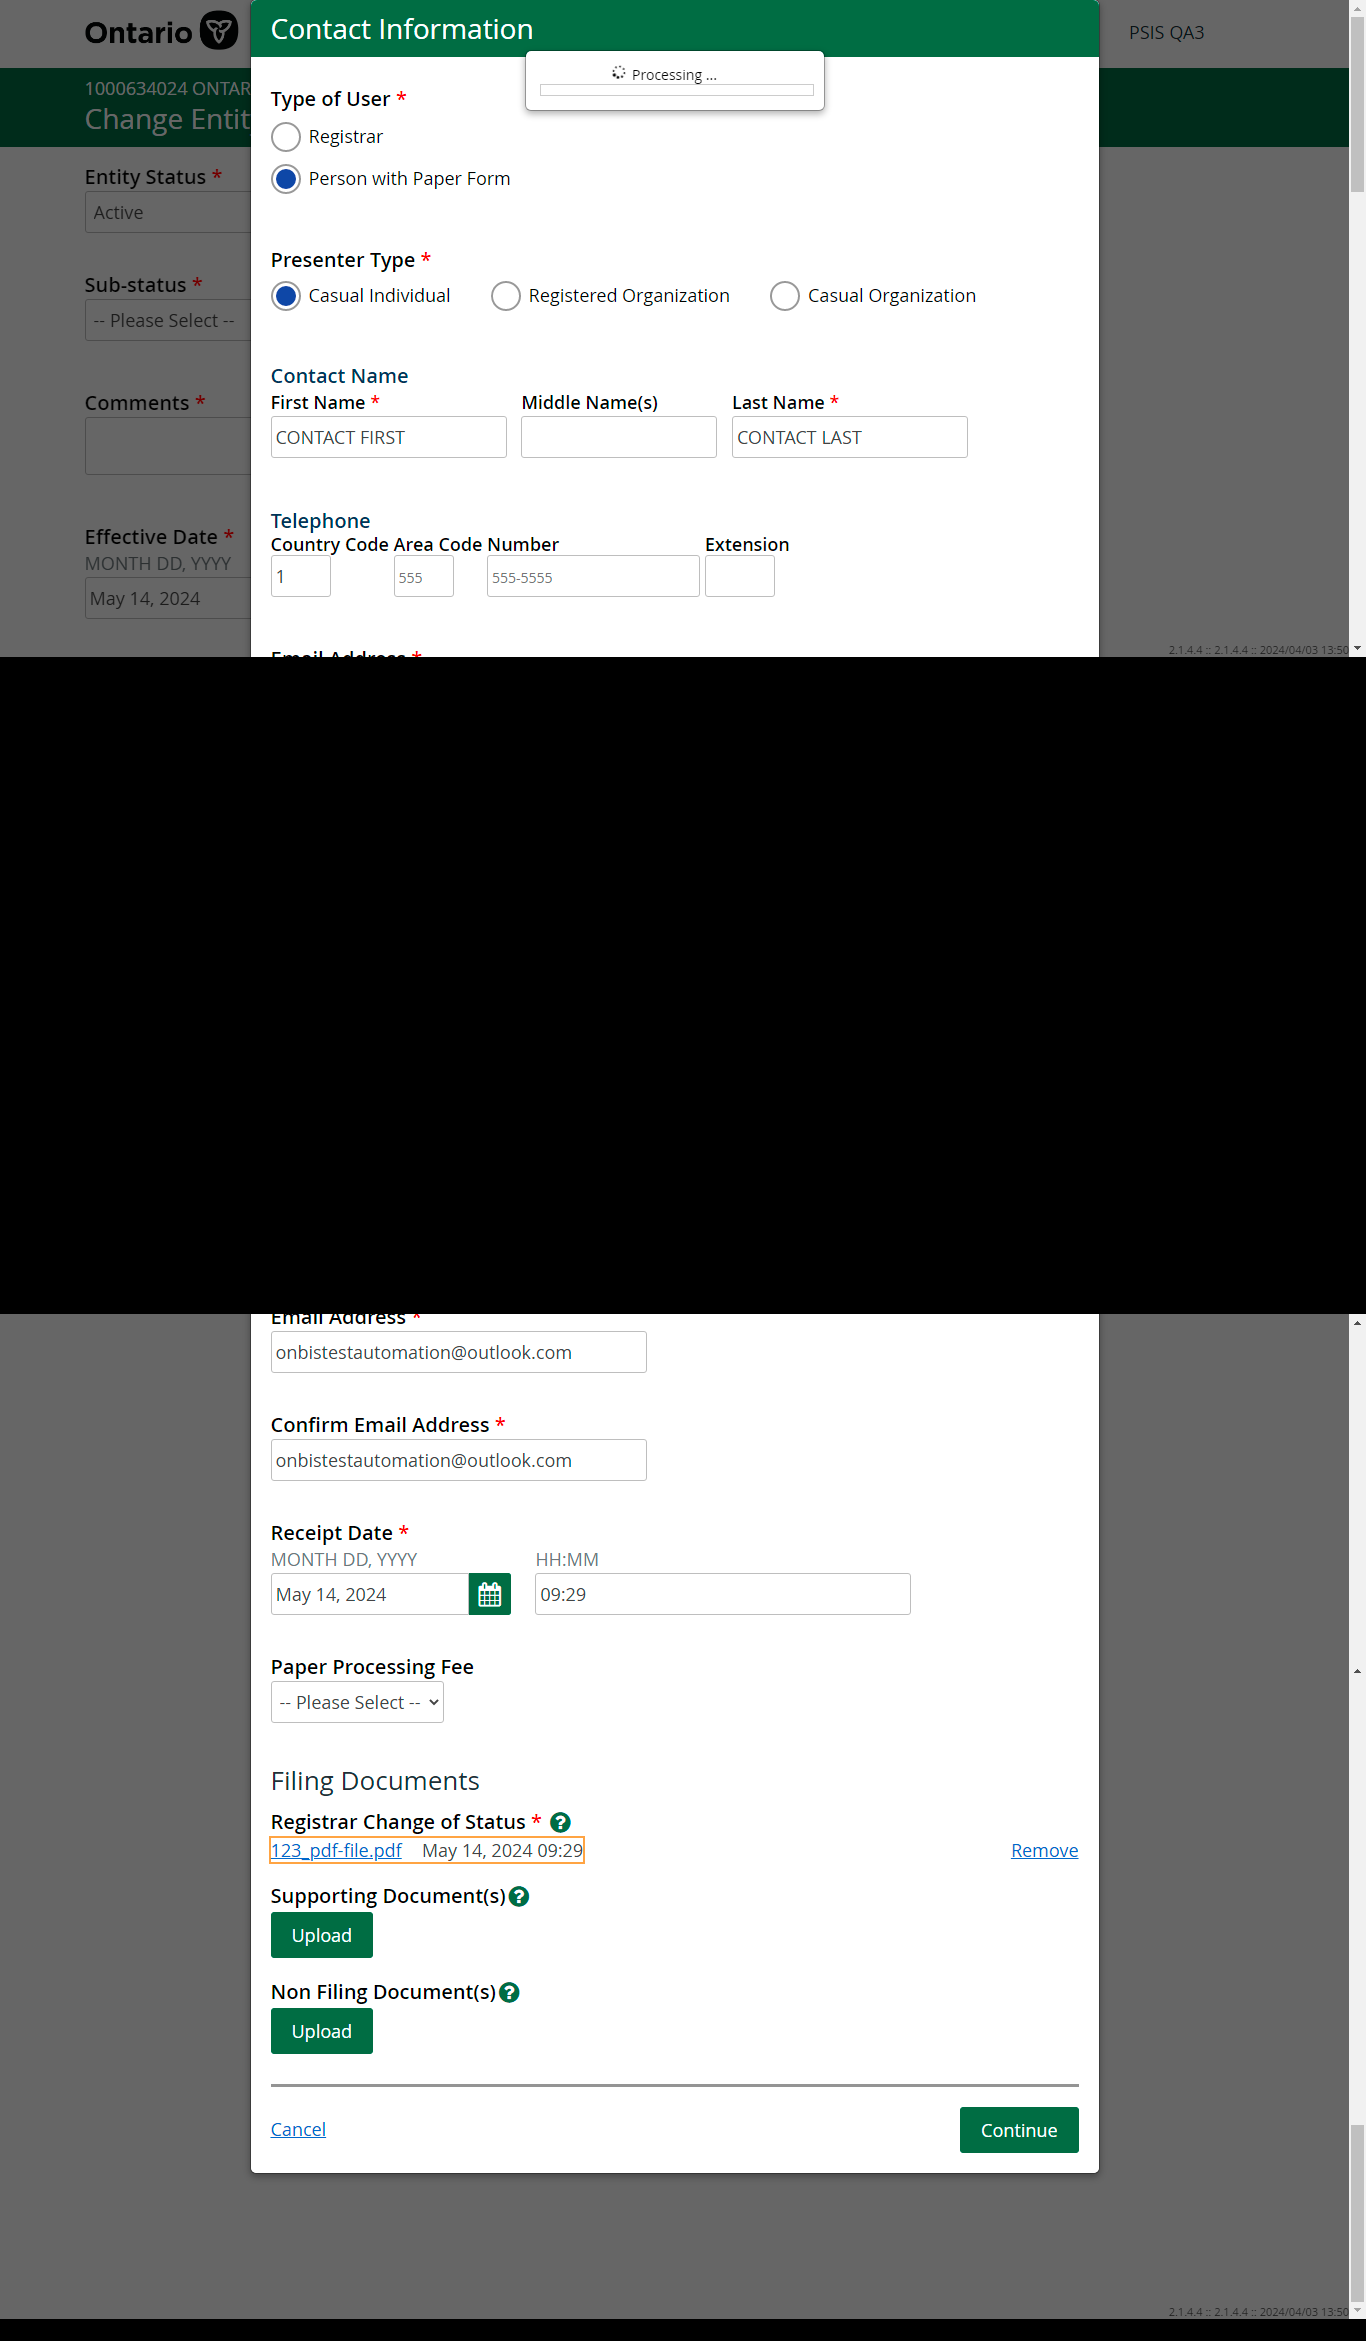 Ontario
PSIS QA3
1000634024 ONTAR
Change Entit
Entity Status *
Active
Sub-status *
-- Please Select --
Comments *
Effective Date *
MONTH DD, YYYY
May 14, 2024
Contact Information
Processing ...
Type of User *
Registrar
Person with Paper Form
Presenter Type *
Casual Individual Registered Organization Casual Organization
Contact Name
First Name * Middle Name(s) Last Name *
CONTACT FIRST CONTACT LAST
Telephone
Country Code Area Code Number Extension
1 555 555-5555
Email Address *
2.1.4.4 :: 2.1.4.4 :: 2024/04/03 13:50
Email Address *
onbistestautomation@outlook.com
Confirm Email Address *
onbistestautomation@outlook.com
Receipt Date *
MONTH DD, YYYY HH:MM
May 14, 2024 09:29
Paper Processing Fee
-- Please Select --
Filing Documents
Registrar Change of Status * ?
123_pdf-file.pdf May 14, 2024 09:29 Remove
Supporting Document(s) ?
Upload
Non Filing Document(s) ?
Upload
Cancel Continue
2.1.4.4 :: 2.1.4.4 :: 2024/04/03 13:50